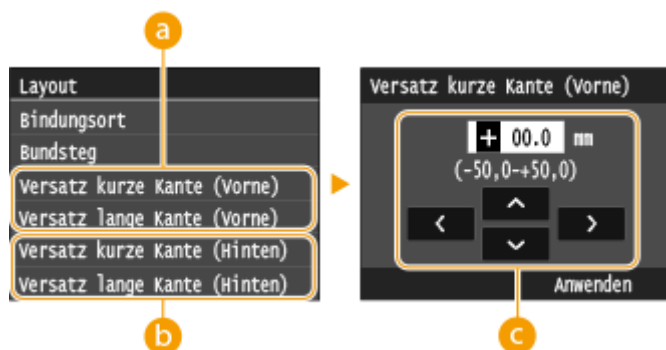 a
Layout
Bindungsort
Bundsteg
Versatz kurze Kante (Vorne)
Versatz lange Kante (Vorne)
Versatz kurze Kante (Hinten)
Versatz lange Kante (Hinten)
b
Versatz kurze Kante (Vorne)
+ 00.0 mm
(-50,0-+50,0)
Anwenden
c